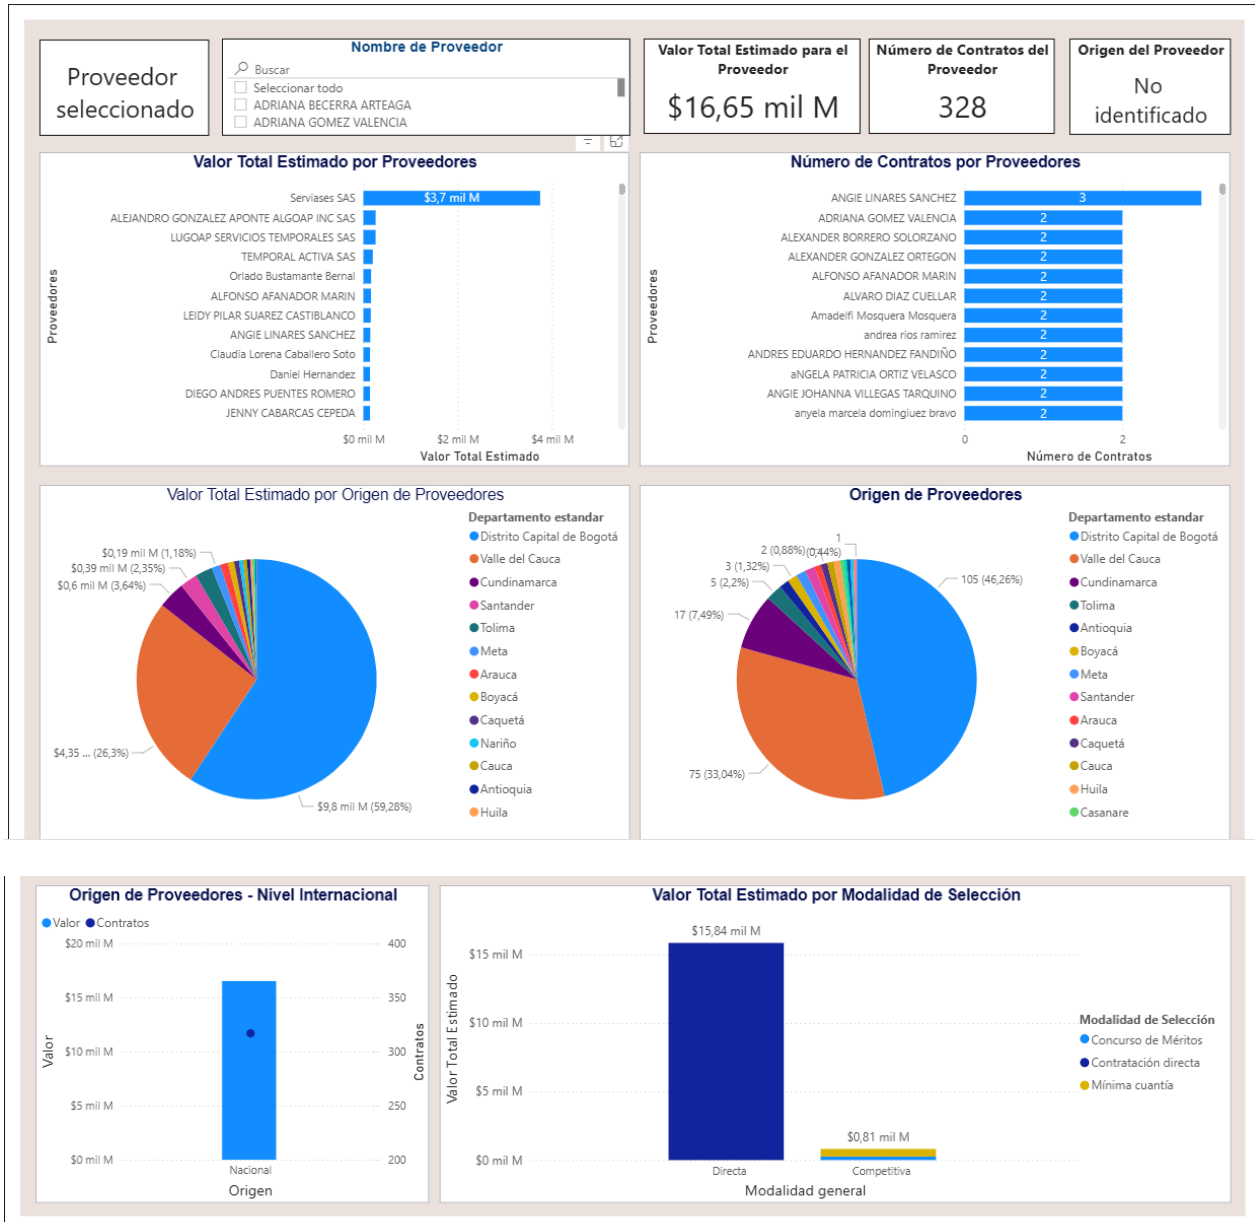 Proveedor
seleccionado
Nombre de Proveedor
Buscar
Seleccionar todo
ADRIANA BECERRA ARTEAGA
ADRIANA GOMEZ VALENCIA
Valor Total Estimado para el
Proveedor
$16,65 mil M
Número de Contratos del
Proveedor
328
Origen del Proveedor
No
identificado
Valor Total Estimado por Proveedores
Proveedores
Serviases SAS
$3,7 mil M
ALEJANDRO GONZALEZ APONTE ALGOAP INC SAS
LUGOAP SERVICIOS TEMPORALES SAS
TEMPORAL ACTIVA SAS
Orlado Bustamante Bernal
ALFONSO AFANADOR MARIN
LEIDY PILAR SUAREZ CASTIBLANCO
ANGIE LINARES SANCHEZ
Claudia Lorena Caballero Soto
Daniel Hernandez
DIEGO ANDRES PUENTES ROMERO
JENNY CABARCAS CEPEDA
$0 mil M $2 mil M $4 mil M
Valor Total Estimado
Número de Contratos por Proveedores
Proveedores
ANGIE LINARES SANCHEZ 3
ADRIANA GOMEZ VALENCIA 2
ALEXANDER BORRERO SOLORZANO 2
ALEXANDER GONZALEZ ORTEGON 2
ALFONSO AFANADOR MARIN 2
ALVARO DIAZ CUELLAR 2
Amadelfi Mosquera Mosquera 2
andrea rios ramirez 2
ANDRES EDUARDO HERNANDEZ FANDIÑO 2
aNGELA PATRICIA ORTIZ VELASCO 2
ANGIE JOHANNA VILLEGAS TARQUINO 2
anyela marcela domingiuez bravo 2
0 2
Número de Contratos
Valor Total Estimado por Origen de Proveedores
$0,19 mil M (1,18%)
$0,39 mil M (2,35%)
$0,6 mil M (3,64%)
$4,35 ... (26,3%)
$9,8 mil M (59,28%)
Departamento estandar
Distrito Capital de Bogotá
Valle del Cauca
Cundinamarca
Santander
Tolima
Meta
Arauca
Boyacá
Caquetá
Nariño
Cauca
Antioquia
Huila
Origen de Proveedores
1
2 (0,88%)
(0,44%)
3 (1,32%)
5 (2,2%)
17 (7,49%)
75 (33,04%)
105 (46,26%)
Departamento estandar
Distrito Capital de Bogotá
Valle del Cauca
Cundinamarca
Tolima
Antioquia
Boyacá
Meta
Santander
Arauca
Caquetá
Cauca
Huila
Casanare
Origen de Proveedores - Nivel Internacional
Valor Contratos
$20 mil M 400
$15 mil M 350
$10 mil M 300
$5 mil M 250
$0 mil M 200
Valor
Contratos
Nacional
Origen
Valor Total Estimado por Modalidad de Selección
Valor Total Estimado
$15 mil M
$10 mil M
$5 mil M
$0 mil M
$15,84 mil M
$0,81 mil M
Directa Competitiva
Modalidad general
Modalidad de Selección
Concurso de Méritos
Contratación directa
Mínima cuantía